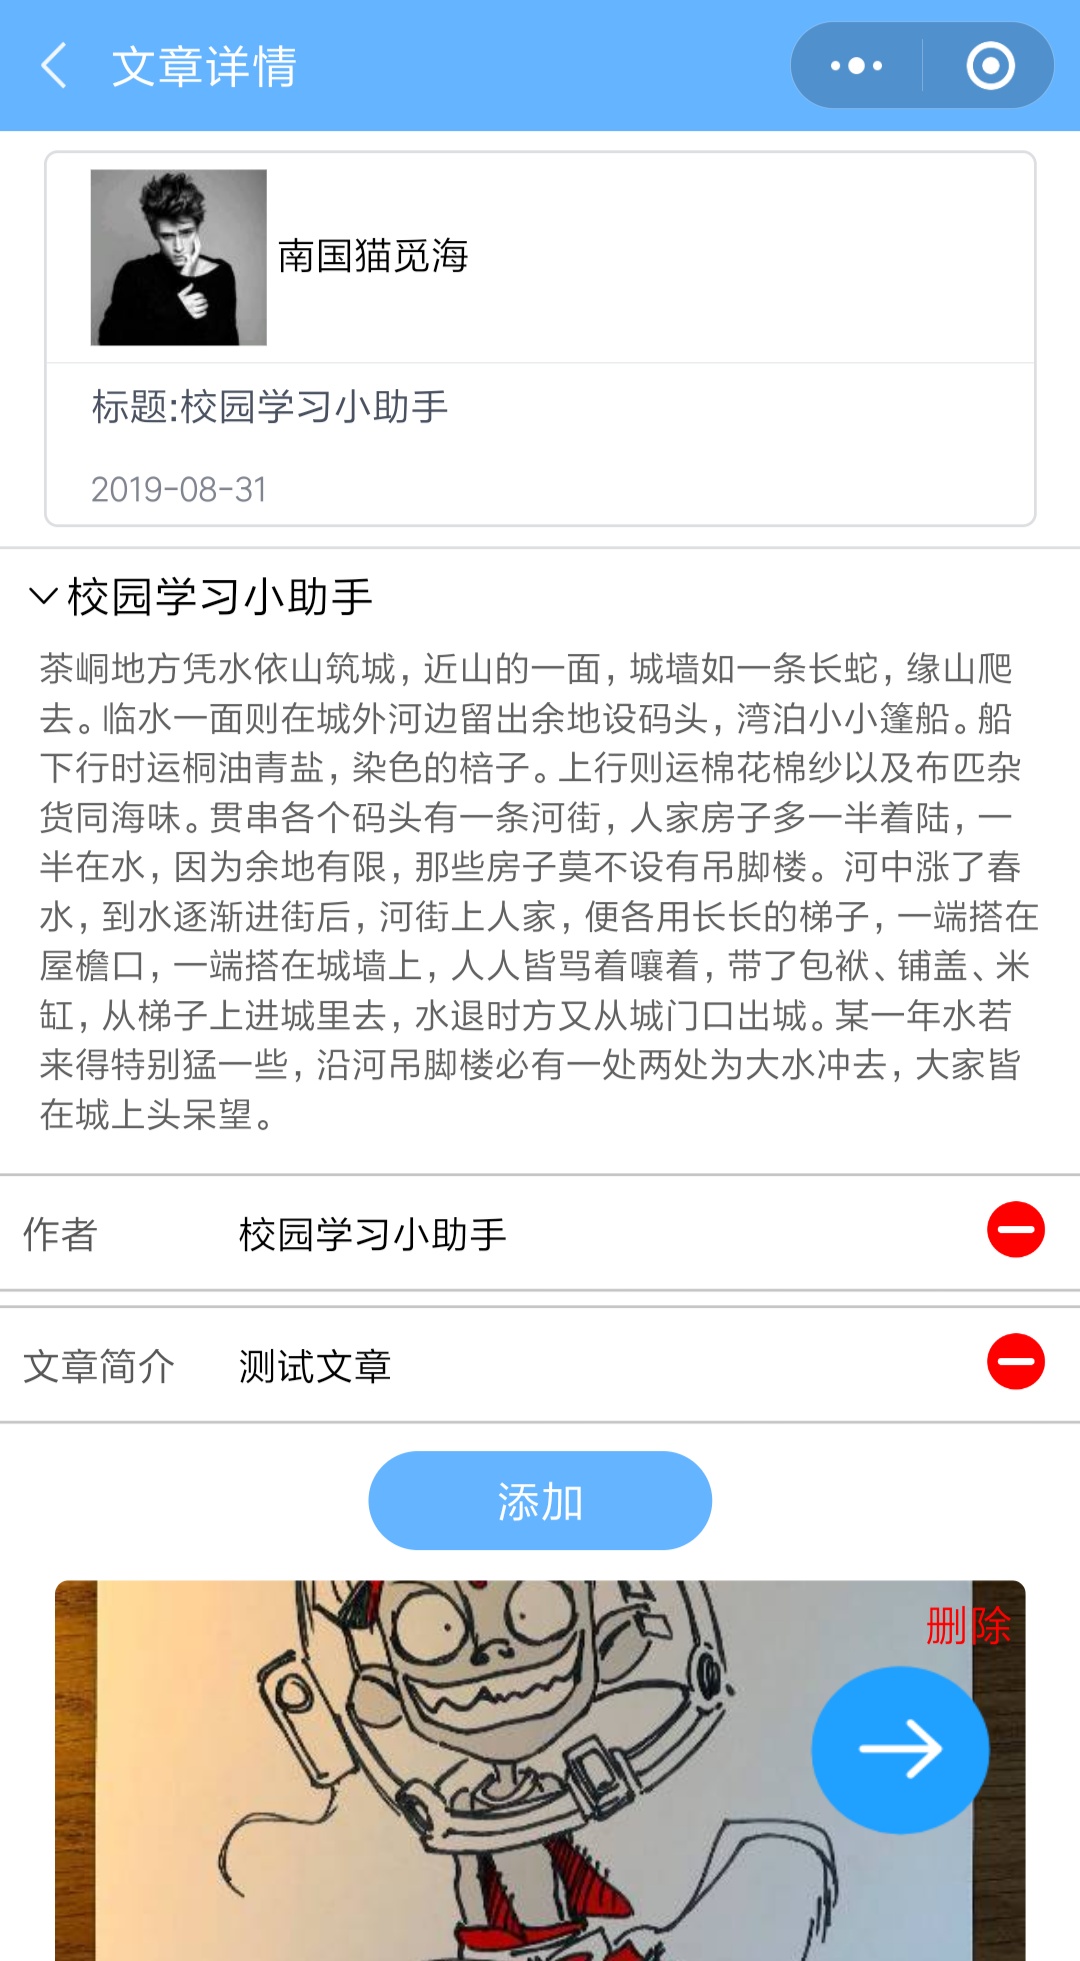 文章详情
南国猫觅海
标题:校园学习小助手
2019-08-31
校园学习小助手
茶峒地方凭水依山筑城，近山的一面，城墙如一条长蛇，缘山爬
去。临水一面则在城外河边留出余地设码头，湾泊小小篷船。船
下行时运桐油青盐，染色的棓子。上行则运棉花棉纱以及布匹杂
货同海味。贯串各个码头有一条河街，人家房子多一半着陆，一
半在水，因为余地有限，那些房子莫不设有吊脚楼。河中涨了春
水，到水逐渐进街后，河街上人家，便各用长长的梯子，一端搭在
屋檐口，一端搭在城墙上，人人皆骂着嚷着，带了包袱、铺盖、米
缸，从梯子上进城里去，水退时方又从城门口出城。某一年水若
来得特别猛一些，沿河吊脚楼必有一处两处为大水冲去，大家皆
在城上头呆望。
作者 校园学习小助手
文章简介 测试文章
添加
删除